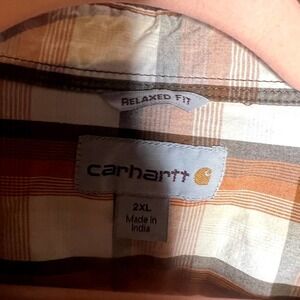 RELAXED FIT
carhartt
2XL
Made in
India